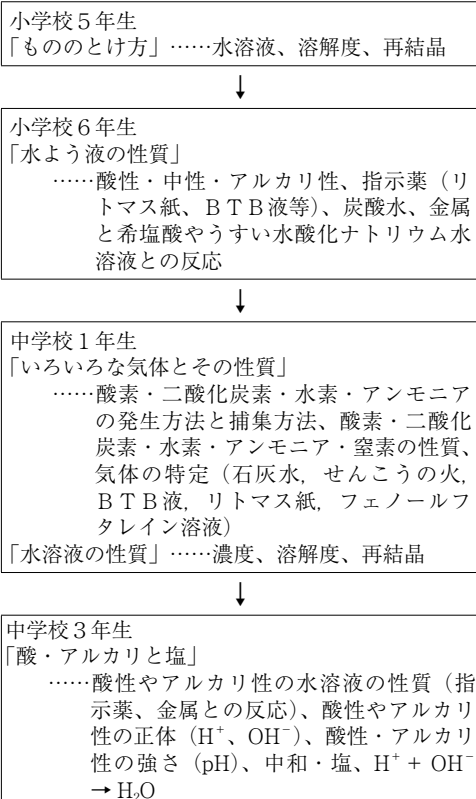 小学校５年生
「もののとけ方」……水溶液、溶解度、再結晶
↓
小学校６年生
「水よう液の性質」
……酸性・中性・アルカリ性、指示薬（リ
トマス紙、ＢＴＢ液等）、炭酸水、金属
と希塩酸やうすい水酸化ナトリウム水
溶液との反応
↓
中学校１年生
「いろいろな気体とその性質」
……酸素・二酸化炭素・水素・アンモニア
の発生方法と捕集方法、酸素・二酸化
炭素・水素・アンモニア・窒素の性質、
気体の特定（石灰水，せんこうの火，
ＢＴＢ液，リトマス紙，フェノールフ
タレイン溶液）
「水溶液の性質」……濃度、溶解度、再結晶
↓
中学校３年生
「酸・アルカリと塩」
……酸性やアルカリ性の水溶液の性質（指
示薬、金属との反応）、酸性やアルカリ
性の正体（H⁺、OH⁻）、酸性・アルカリ
性の強さ（pH）、中和・塩、H⁺ + OH⁻
→ H₂O